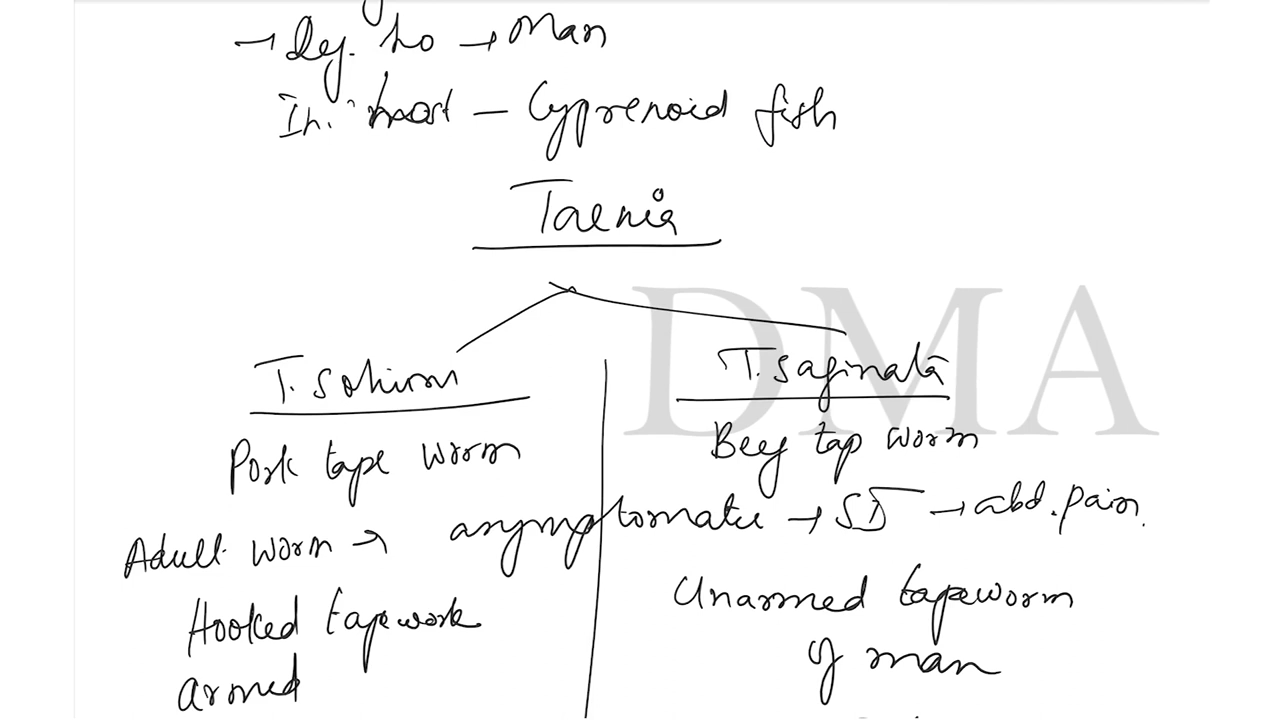 → Def. ho → Man
In. host – Cyprenoid fish
Taenia
T. solium
T. saginata
DMA
Pork tape worm
Beef tap worm
Adult worm → asymptomatic → SI → abd. pain.
Hooked tapework
armed
Unarmed tapeworm
of man